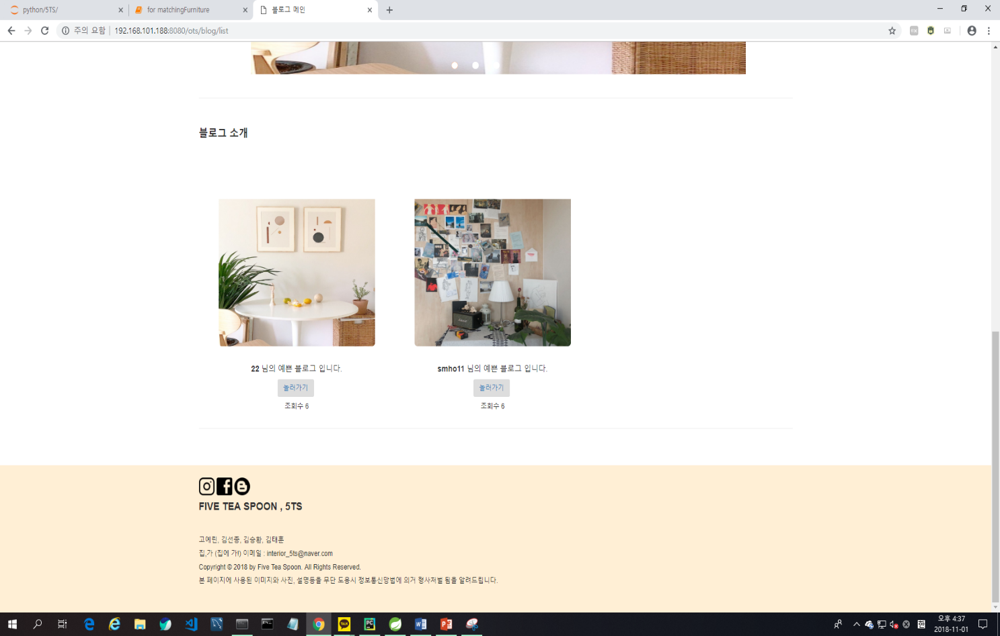 python/5TS/
for matchingFurniture
블로그 메인
주의 요함
192.168.101.188:8080/ots/blog/list
블로그 소개
22 님의 예쁜 블로그 입니다.
smho11 님의 예쁜 블로그 입니다.
놀러가기
놀러가기
조회수 6
조회수 6
FIVE TEA SPOON , 5TS
고예린, 김선종, 김승환, 김태훈
집,가 (집에 가!) 이메일 : interior_5ts@naver.com
Copyright © 2018 by Five Tea Spoon. All Rights Reserved.
본 페이지에 사용된 이미지와 사진, 설명등을 무단 도용시 정보통신망법에 의거 형사처벌 됨을 알려드립니다.
오후 4:37
2018-11-01